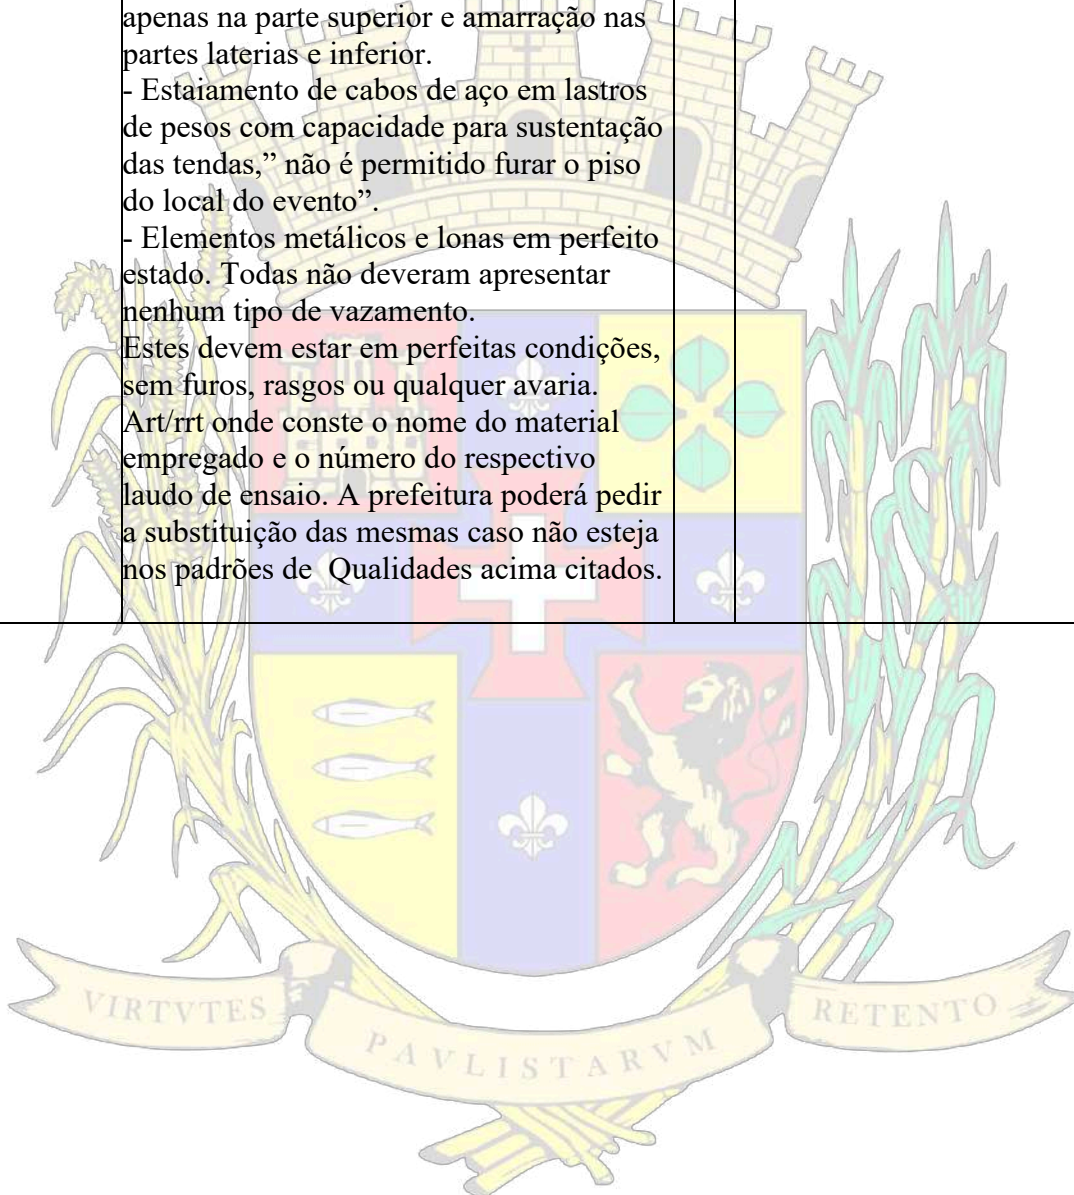 apenas na parte superior e amarração nas
partes laterias e inferior.
- Estaiamento de cabos de aço em lastros
de pesos com capacidade para sustentação
das tendas,” não é permitido furar o piso
do local do evento”.
- Elementos metálicos e lonas em perfeito
estado. Todas não deveram apresentar
nenhum tipo de vazamento.
Estes devem estar em perfeitas condições,
sem furos, rasgos ou qualquer avaria.
Art/rrt onde conste o nome do material
empregado e o número do respectivo
laudo de ensaio. A prefeitura poderá pedir
a substituição das mesmas caso não esteja
nos padrões de  Qualidades acima citados.
VIRTVTES
PAVLISTARVM
RETENTO